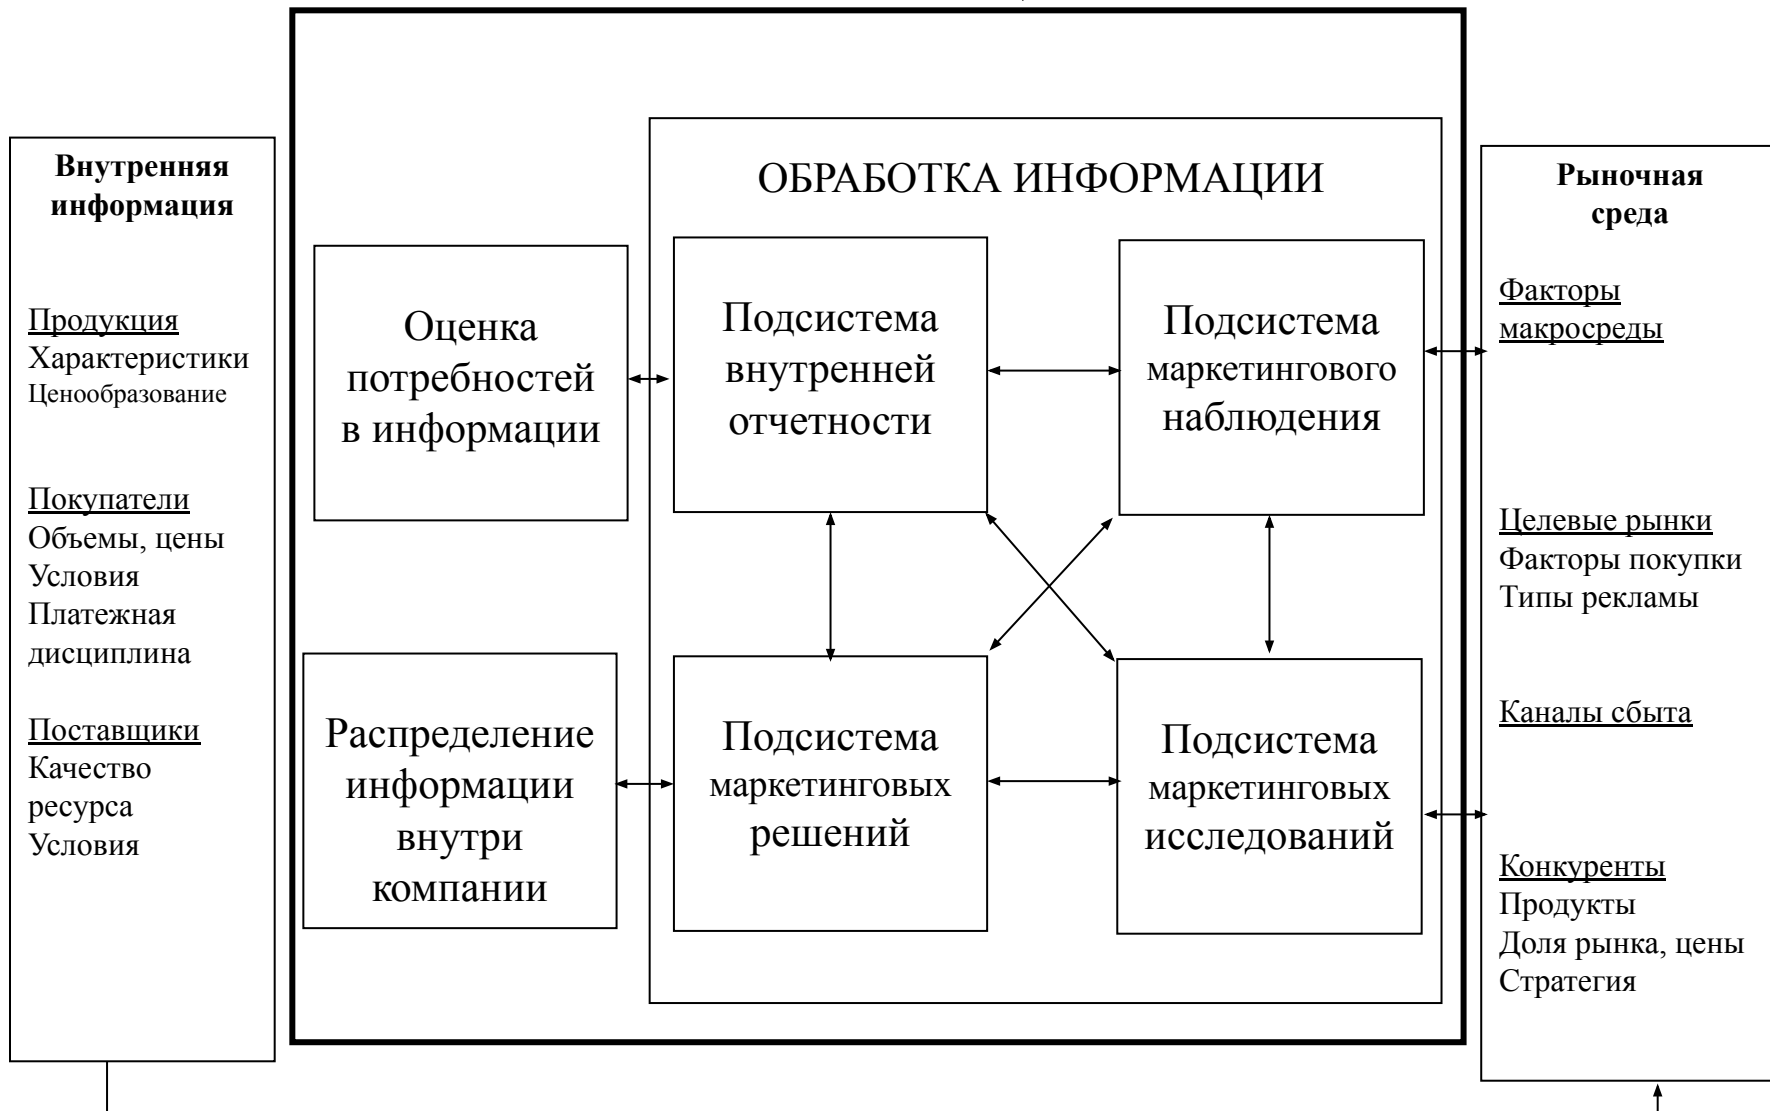 Внутренняя
информация
Продукция
Характеристики
Ценообразование
Покупатели
Объемы, цены
Условия
Платежная
дисциплина
Поставщики
Качество
ресурса
Условия
Оценка
потребностей
в информации
Распределение
информации
внутри
компании
ОБРАБОТКА ИНФОРМАЦИИ
Подсистема
внутренней
отчетности
Подсистема
маркетингового
наблюдения
Подсистема
маркетинговых
решений
Подсистема
маркетинговых
исследований
Рыночная
среда
Факторы
макросреды
Целевые рынки
Факторы покупки
Типы рекламы
Каналы сбыта
Конкуренты
Продукты
Доля рынка, цены
Стратегия